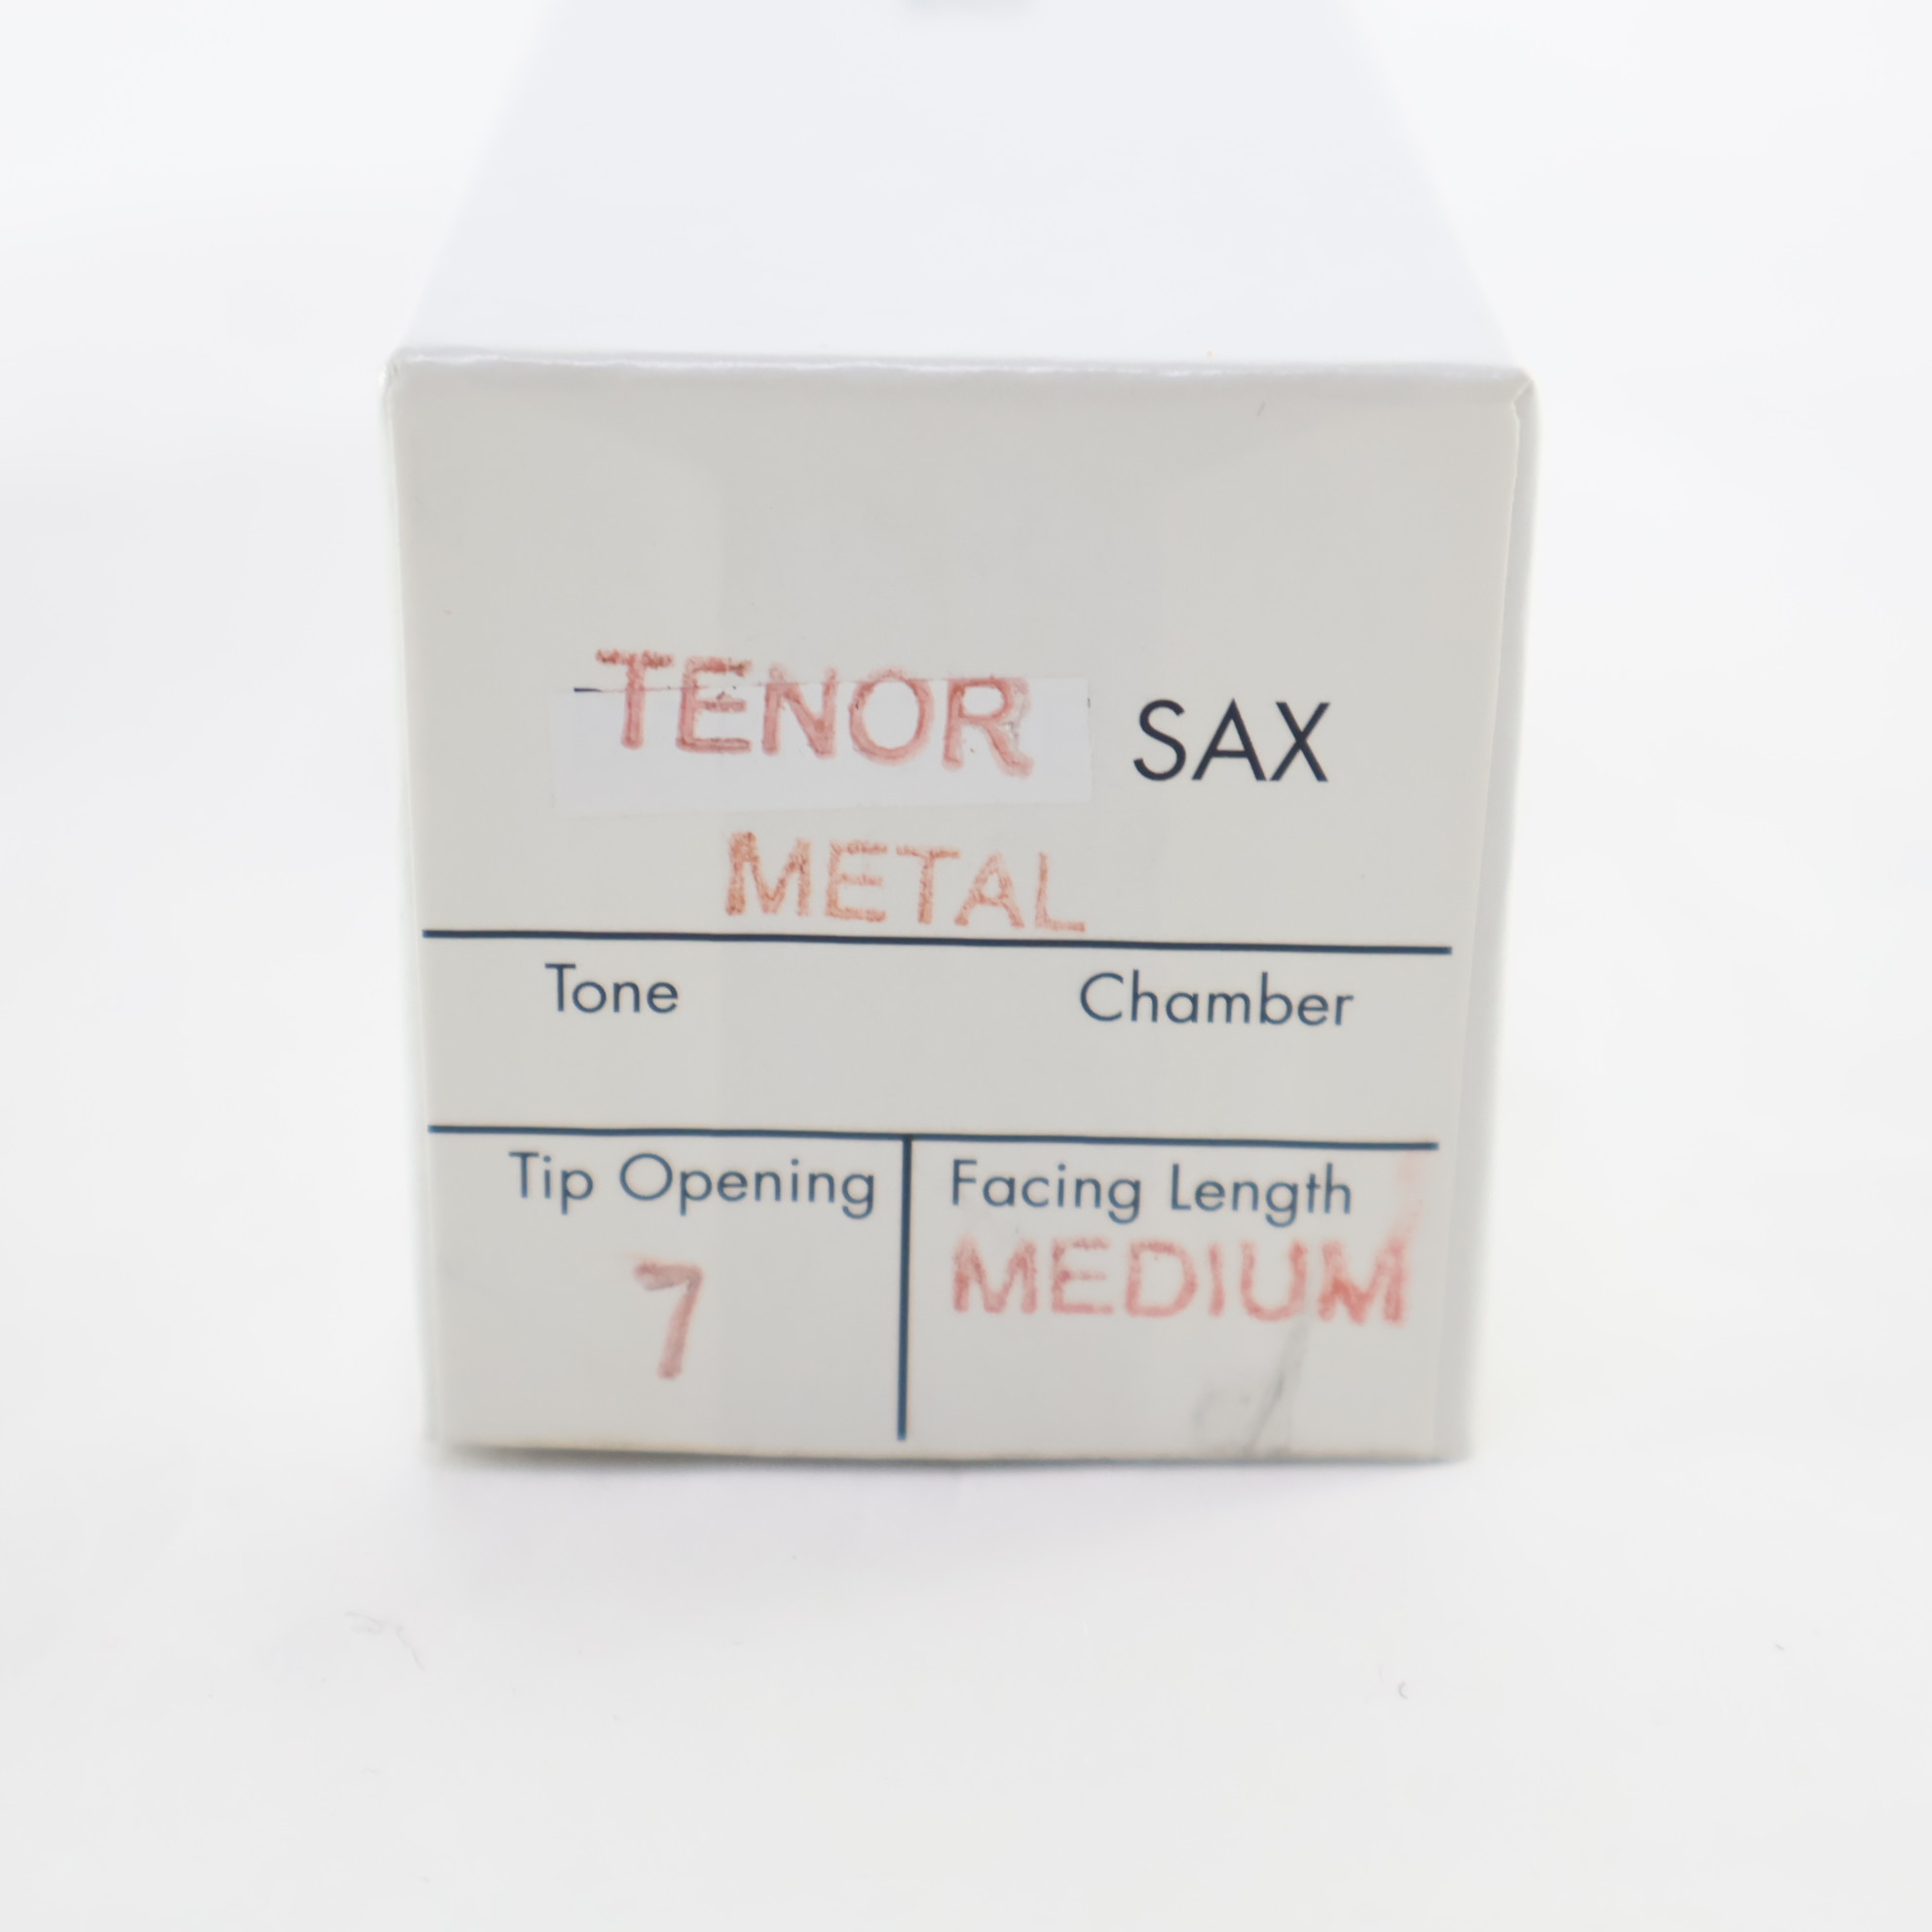 TENOR SAX
METAL
Tone Chamber
Tip Opening Facing Length
7 MEDIUM